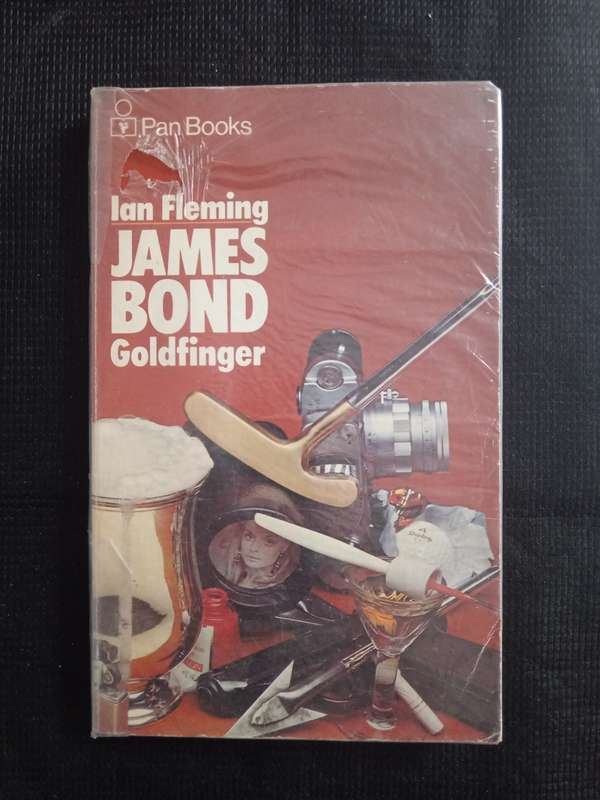 Pan Books
Ian Fleming
JAMES
BOND
Goldfinger